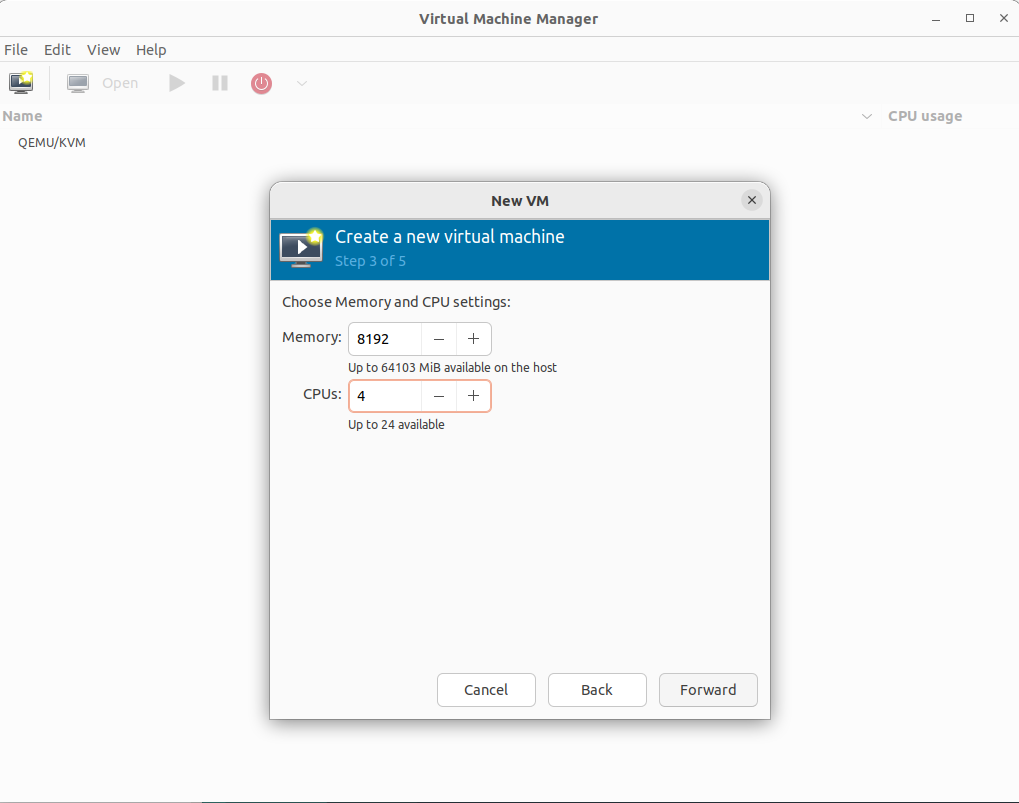 Virtual Machine Manager
File Edit View Help
Open
Name CPU usage
QEMU/KVM
New VM
Create a new virtual machine
Step 3 of 5
Choose Memory and CPU settings:
Memory: 8192
Up to 64103 MiB available on the host
CPUs: 4
Up to 24 available
Cancel Back Forward